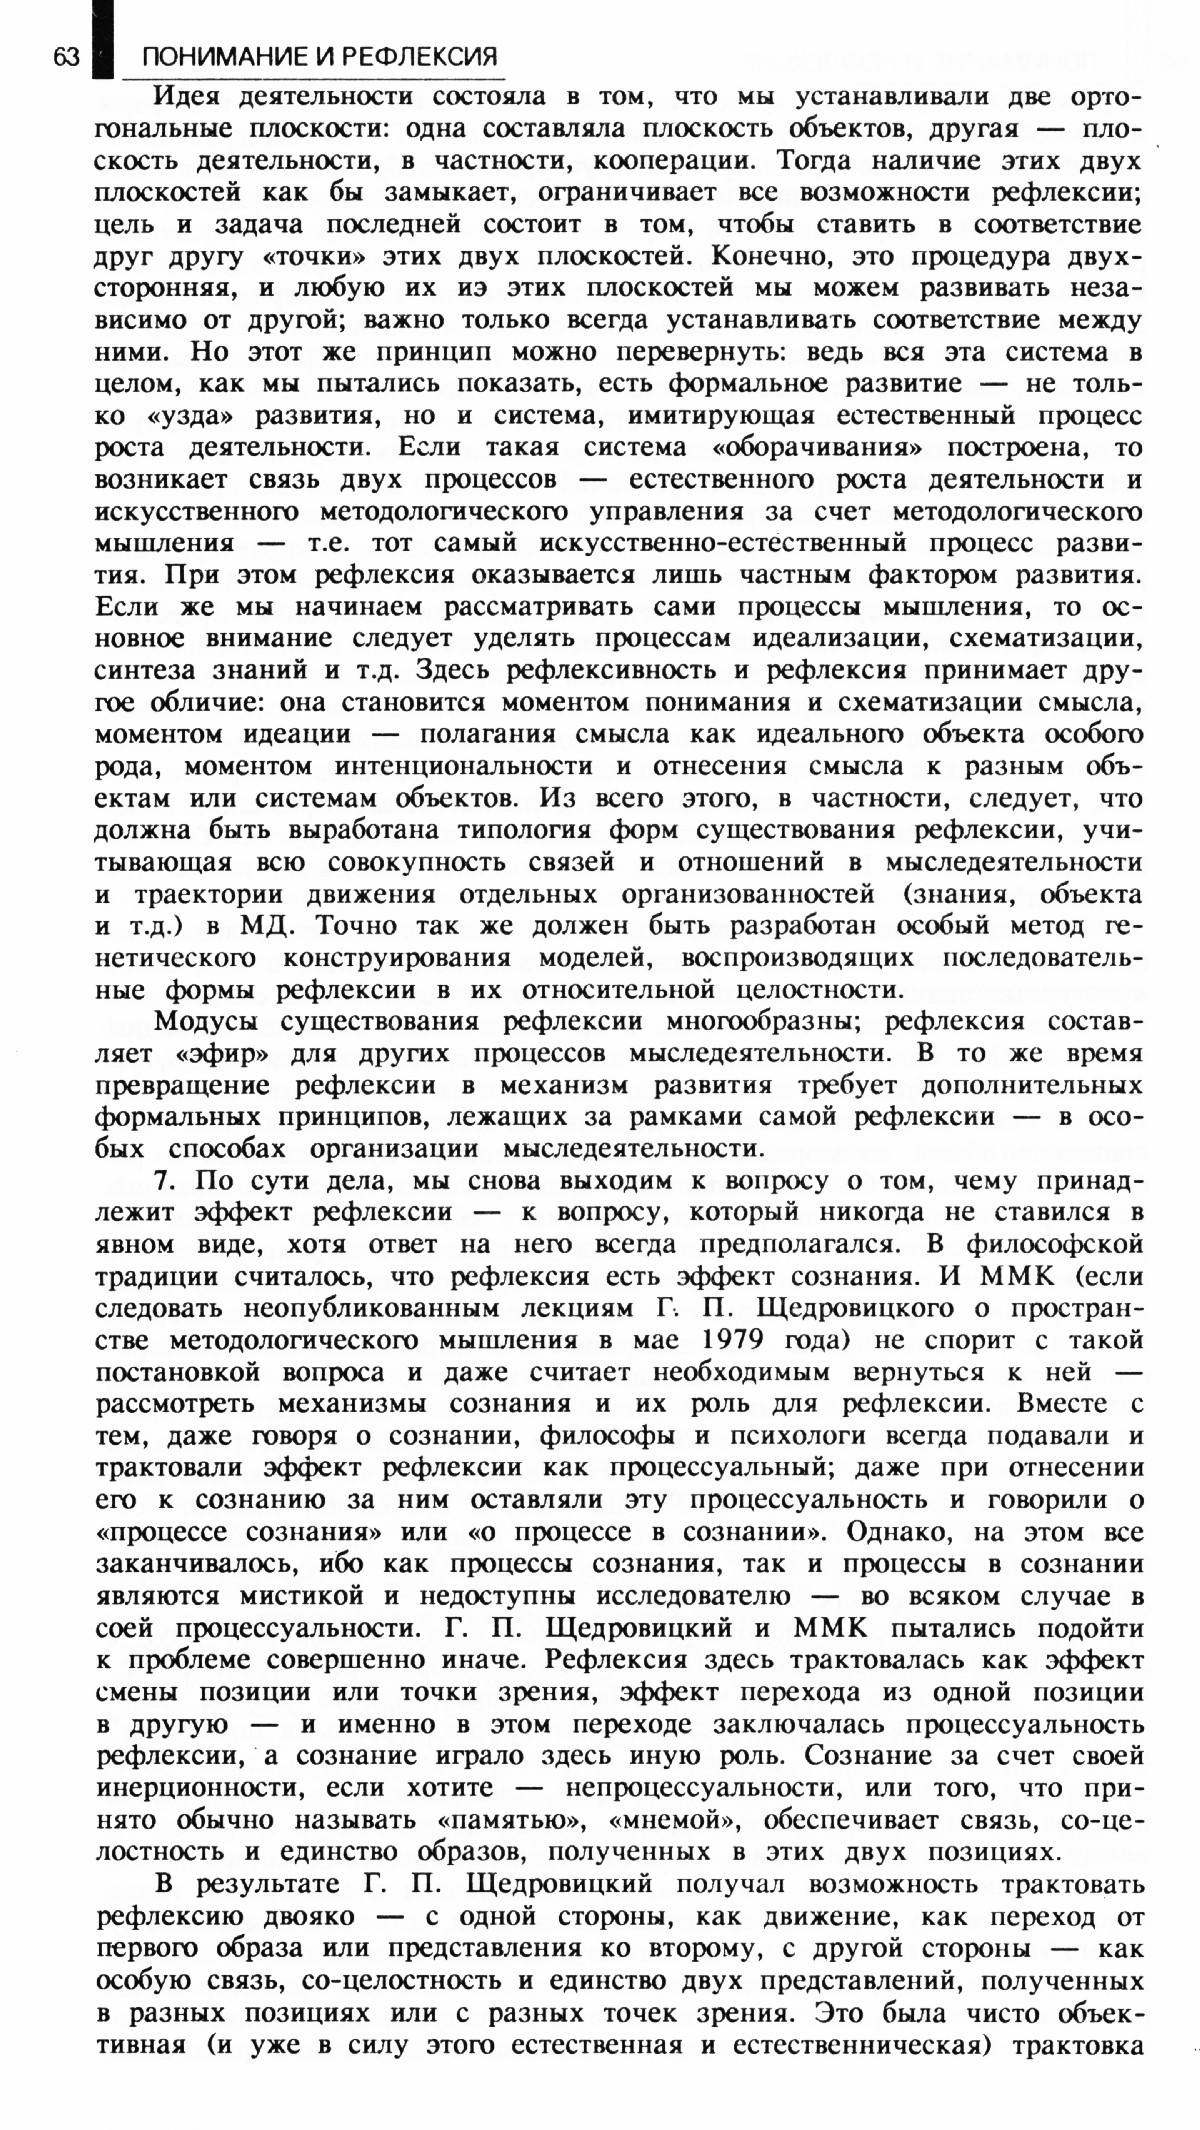 63 ПОНИМАНИЕ И РЕФЛЕКСИЯ
Идея деятельности состояла в том, что мы устанавливали две орто-
гональные плоскости: одна составляла плоскость объектов, другая — пло-
скость деятельности, в частности, кооперации. Тогда наличие этих двух
плоскостей как бы замыкает, ограничивает все возможности рефлексии;
цель и задача последней состоит в том, чтобы ставить в соответствие
друг другу «точки» этих двух плоскостей. Конечно, это процедура двух-
сторонняя, и любую их иэ этих плоскостей мы можем развивать неза-
висимо от другой; важно только всегда устанавливать соответствие между
ними. Но этот же принцип можно перевернуть: ведь вся эта система в
целом, как мы пытались показать, есть формальное развитие — не толь-
ко «узда» развития, но и система, имитирующая естественный процесс
роста деятельности. Если такая система «оборачивания» построена, то
возникает связь двух процессов — естественного роста деятельности и
искусственного методологического управления за счет методологического
мышления — т.е. тот самый искусственно-естественный процесс разви-
тия. При этом рефлексия оказывается лишь частным фактором развития.
Если же мы начинаем рассматривать сами процессы мышления, то ос-
новное внимание следует уделять процессам идеализации, схематизации,
синтеза знаний и т.д. Здесь рефлексивность и рефлексия принимает дру-
гое обличие: она становится моментом понимания и схематизации смысла,
моментом идеации — полагания смысла как идеального объекта особого
рода, моментом интенциональности и отнесения смысла к разным объ-
ектам или системам объектов. Из всего этого, в частности, следует, что
должна быть выработана типология форм существования рефлексии, учи-
тывающая всю совокупность связей и отношений в мыследеятельности
и траектории движения отдельных организованностей (знания, объекта
и т.д.) в МД. Точно так же должен быть разработан особый метод ге-
нетического конструирования моделей, воспроизводящих последователь-
ные формы рефлексии в их относительной целостности.
Модусы существования рефлексии многообразны; рефлексия состав-
ляет «эфир» для других процессов мыследеятельности. В то же время
превращение рефлексии в механизм развития требует дополнительных
формальных принципов, лежащих за рамками самой рефлексии — в осо-
бых способах организации мыследеятельности.
7. По сути дела, мы снова выходим к вопросу о том, чему принад-
лежит эффект рефлексии — к вопросу, который никогда не ставился в
явном виде, хотя ответ на него всегда предполагался. В философской
традиции считалось, что рефлексия есть эффект сознания. И ММК (если
следовать неопубликованным лекциям Г. П. Щедровицкого о простран-
стве методологического мышления в мае 1979 года) не спорит с такой
постановкой вопроса и даже считает необходимым вернуться к ней —
рассмотреть механизмы сознания и их роль для рефлексии. Вместе с
тем, даже говоря о сознании, философы и психологи всегда подавали и
трактовали эффект рефлексии как процессуальный; даже при отнесении
его к сознанию за ним оставляли эту процессуальность и говорили о
«процессе сознания» или «о процессе в сознании». Однако, на этом все
заканчивалось, ибо как процессы сознания, так и процессы в сознании
являются мистикой и недоступны исследователю — во всяком случае в
соей процессуальности. Г. П. Щедровицкий и ММК пытались подойти
к проблеме совершенно иначе. Рефлексия здесь трактовалась как эффект
смены позиции или точки зрения, эффект перехода из одной позиции
в другую — и именно в этом переходе заключалась процессуальность
рефлексии, а сознание играло здесь иную роль. Сознание за счет своей
инерционности, если хотите — непроцессуальности, или того, что при-
нято обычно называть «памятью», «мнемой», обеспечивает связь, со-це-
лостность и единство образов, полученных в этих двух позициях.
В результате Г. П. Щедровицкий получал возможность трактовать
рефлексию двояко — с одной стороны, как движение, как переход от
первого образа или представления ко второму, с другой стороны — как
особую связь, со-целостность и единство двух представлений, полученных
в разных позициях или с разных точек зрения. Это была чисто объек-
тивная (и уже в силу этого естественная и естественническая) трактовка